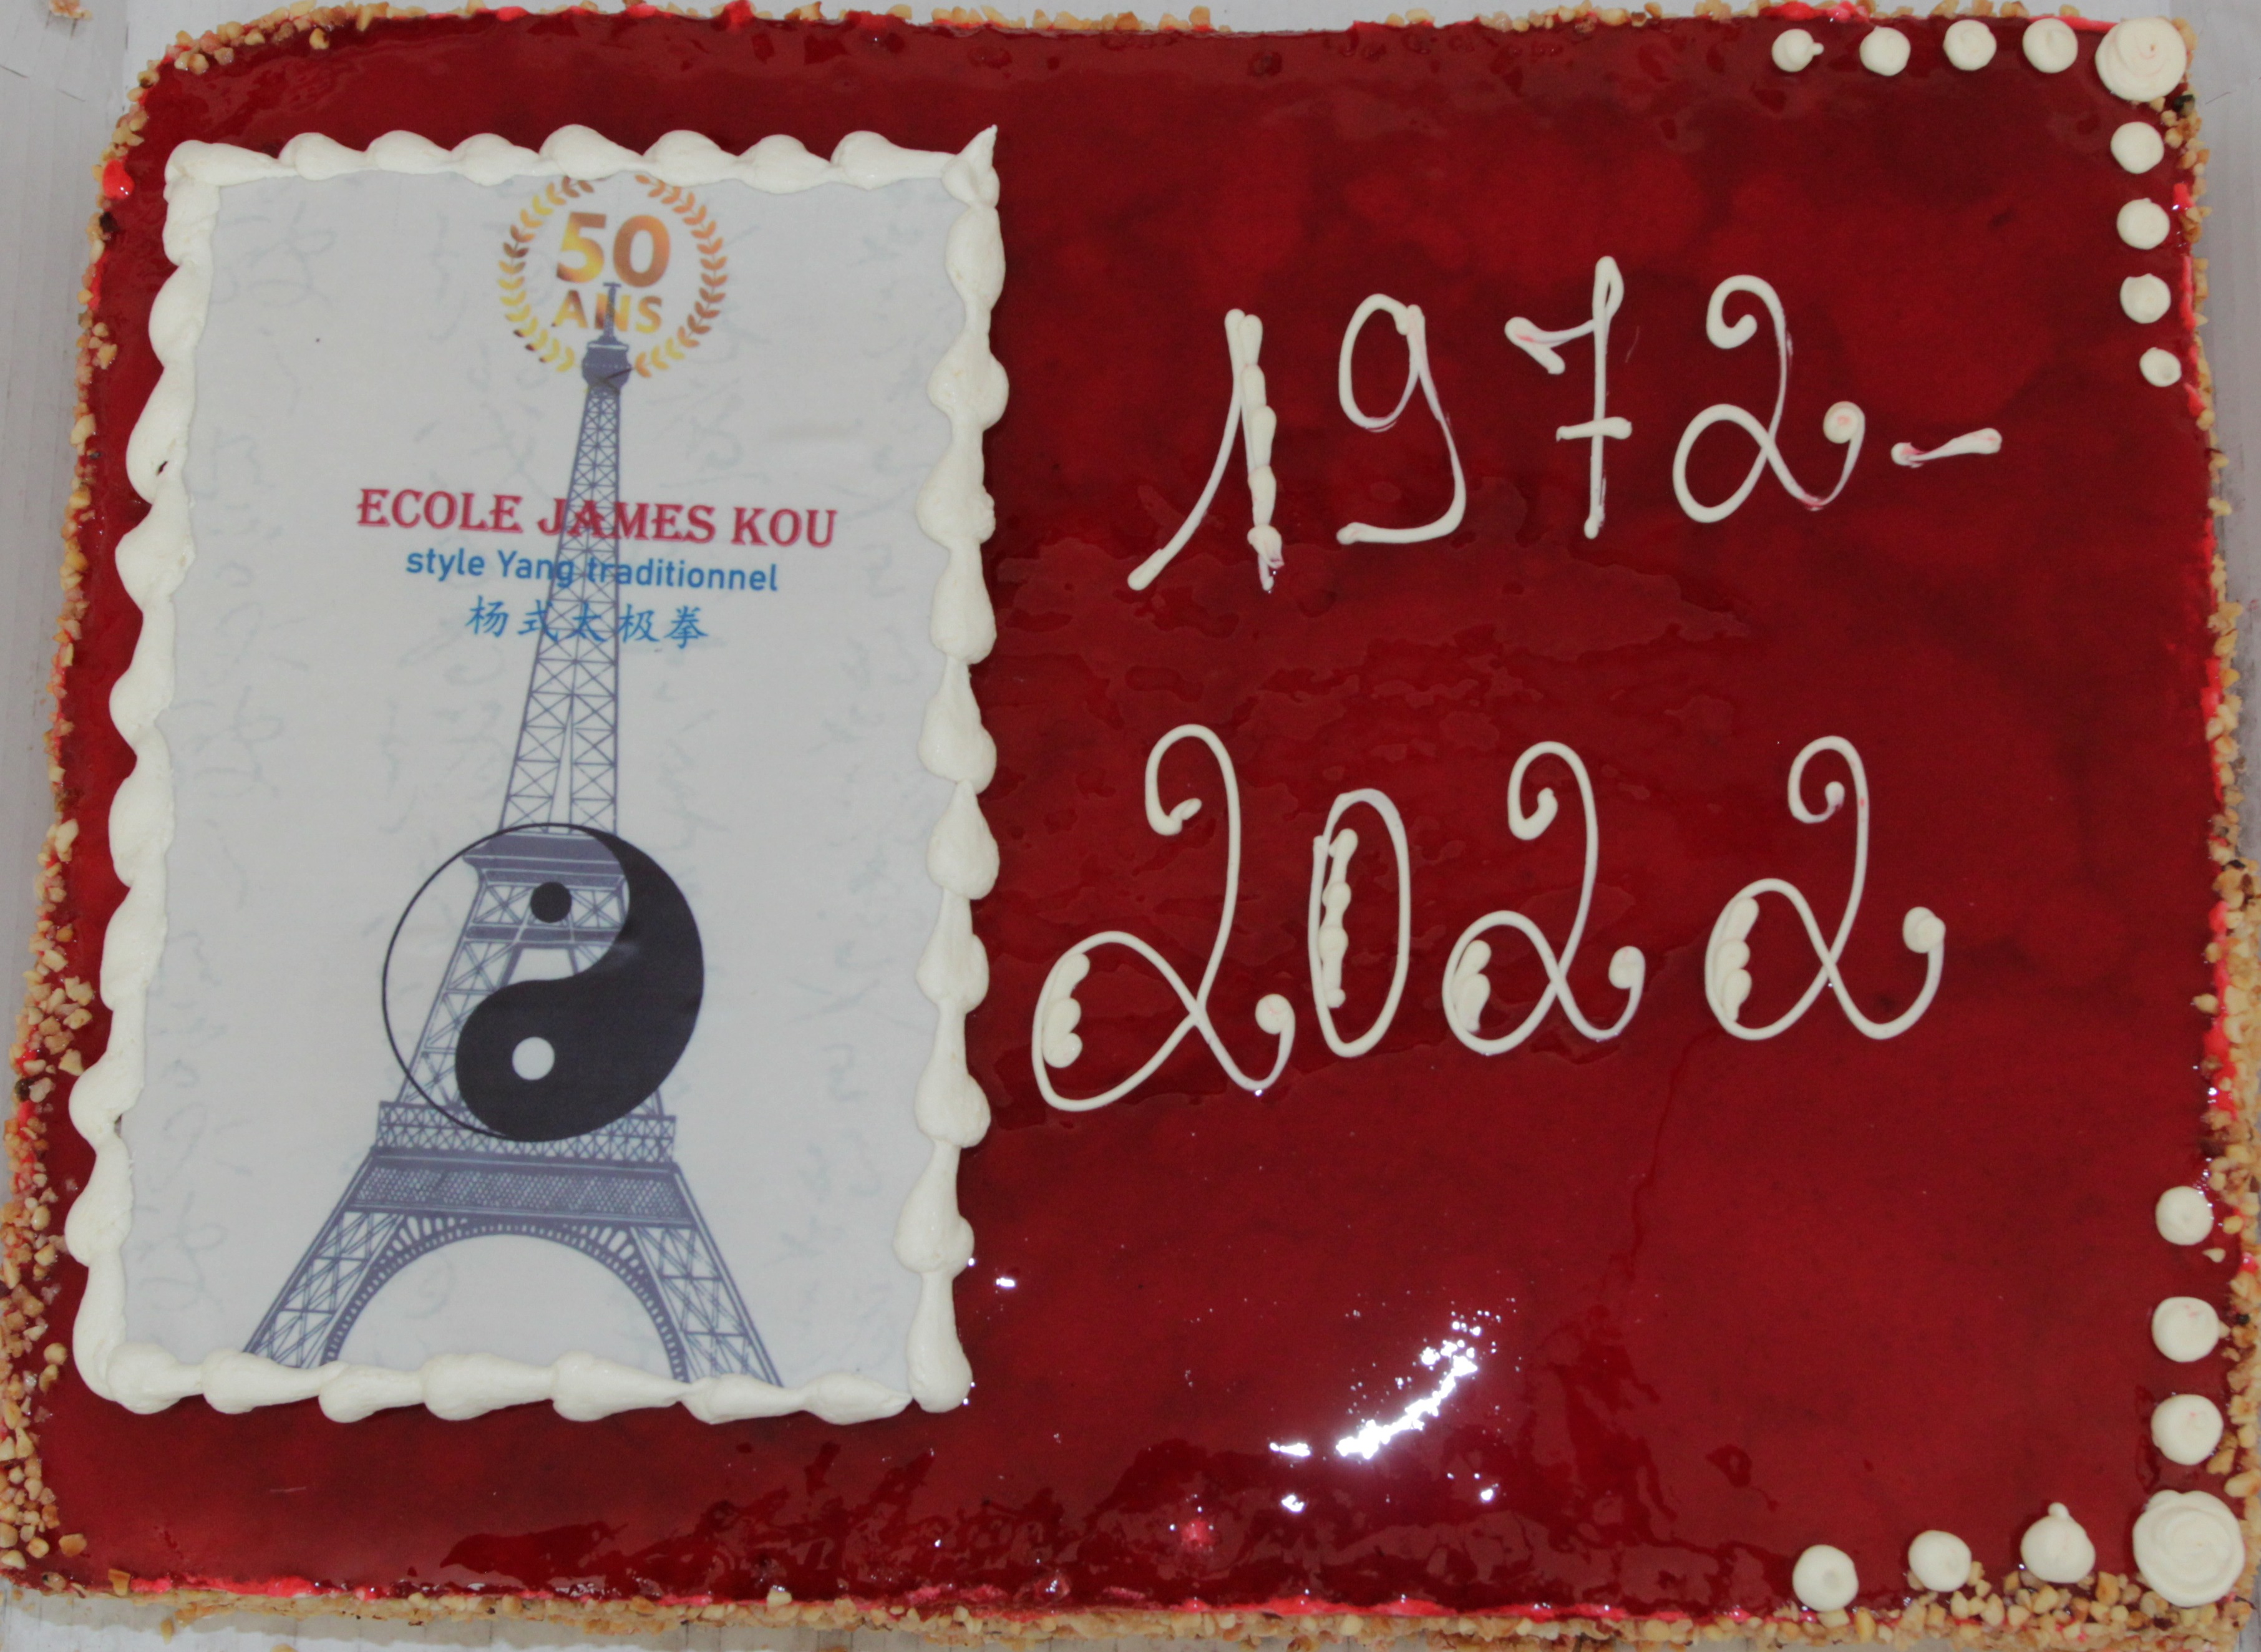 50
ANS
ECOLE JAMES KOU
style Yang traditionnel
杨式太极拳
1972-
2022